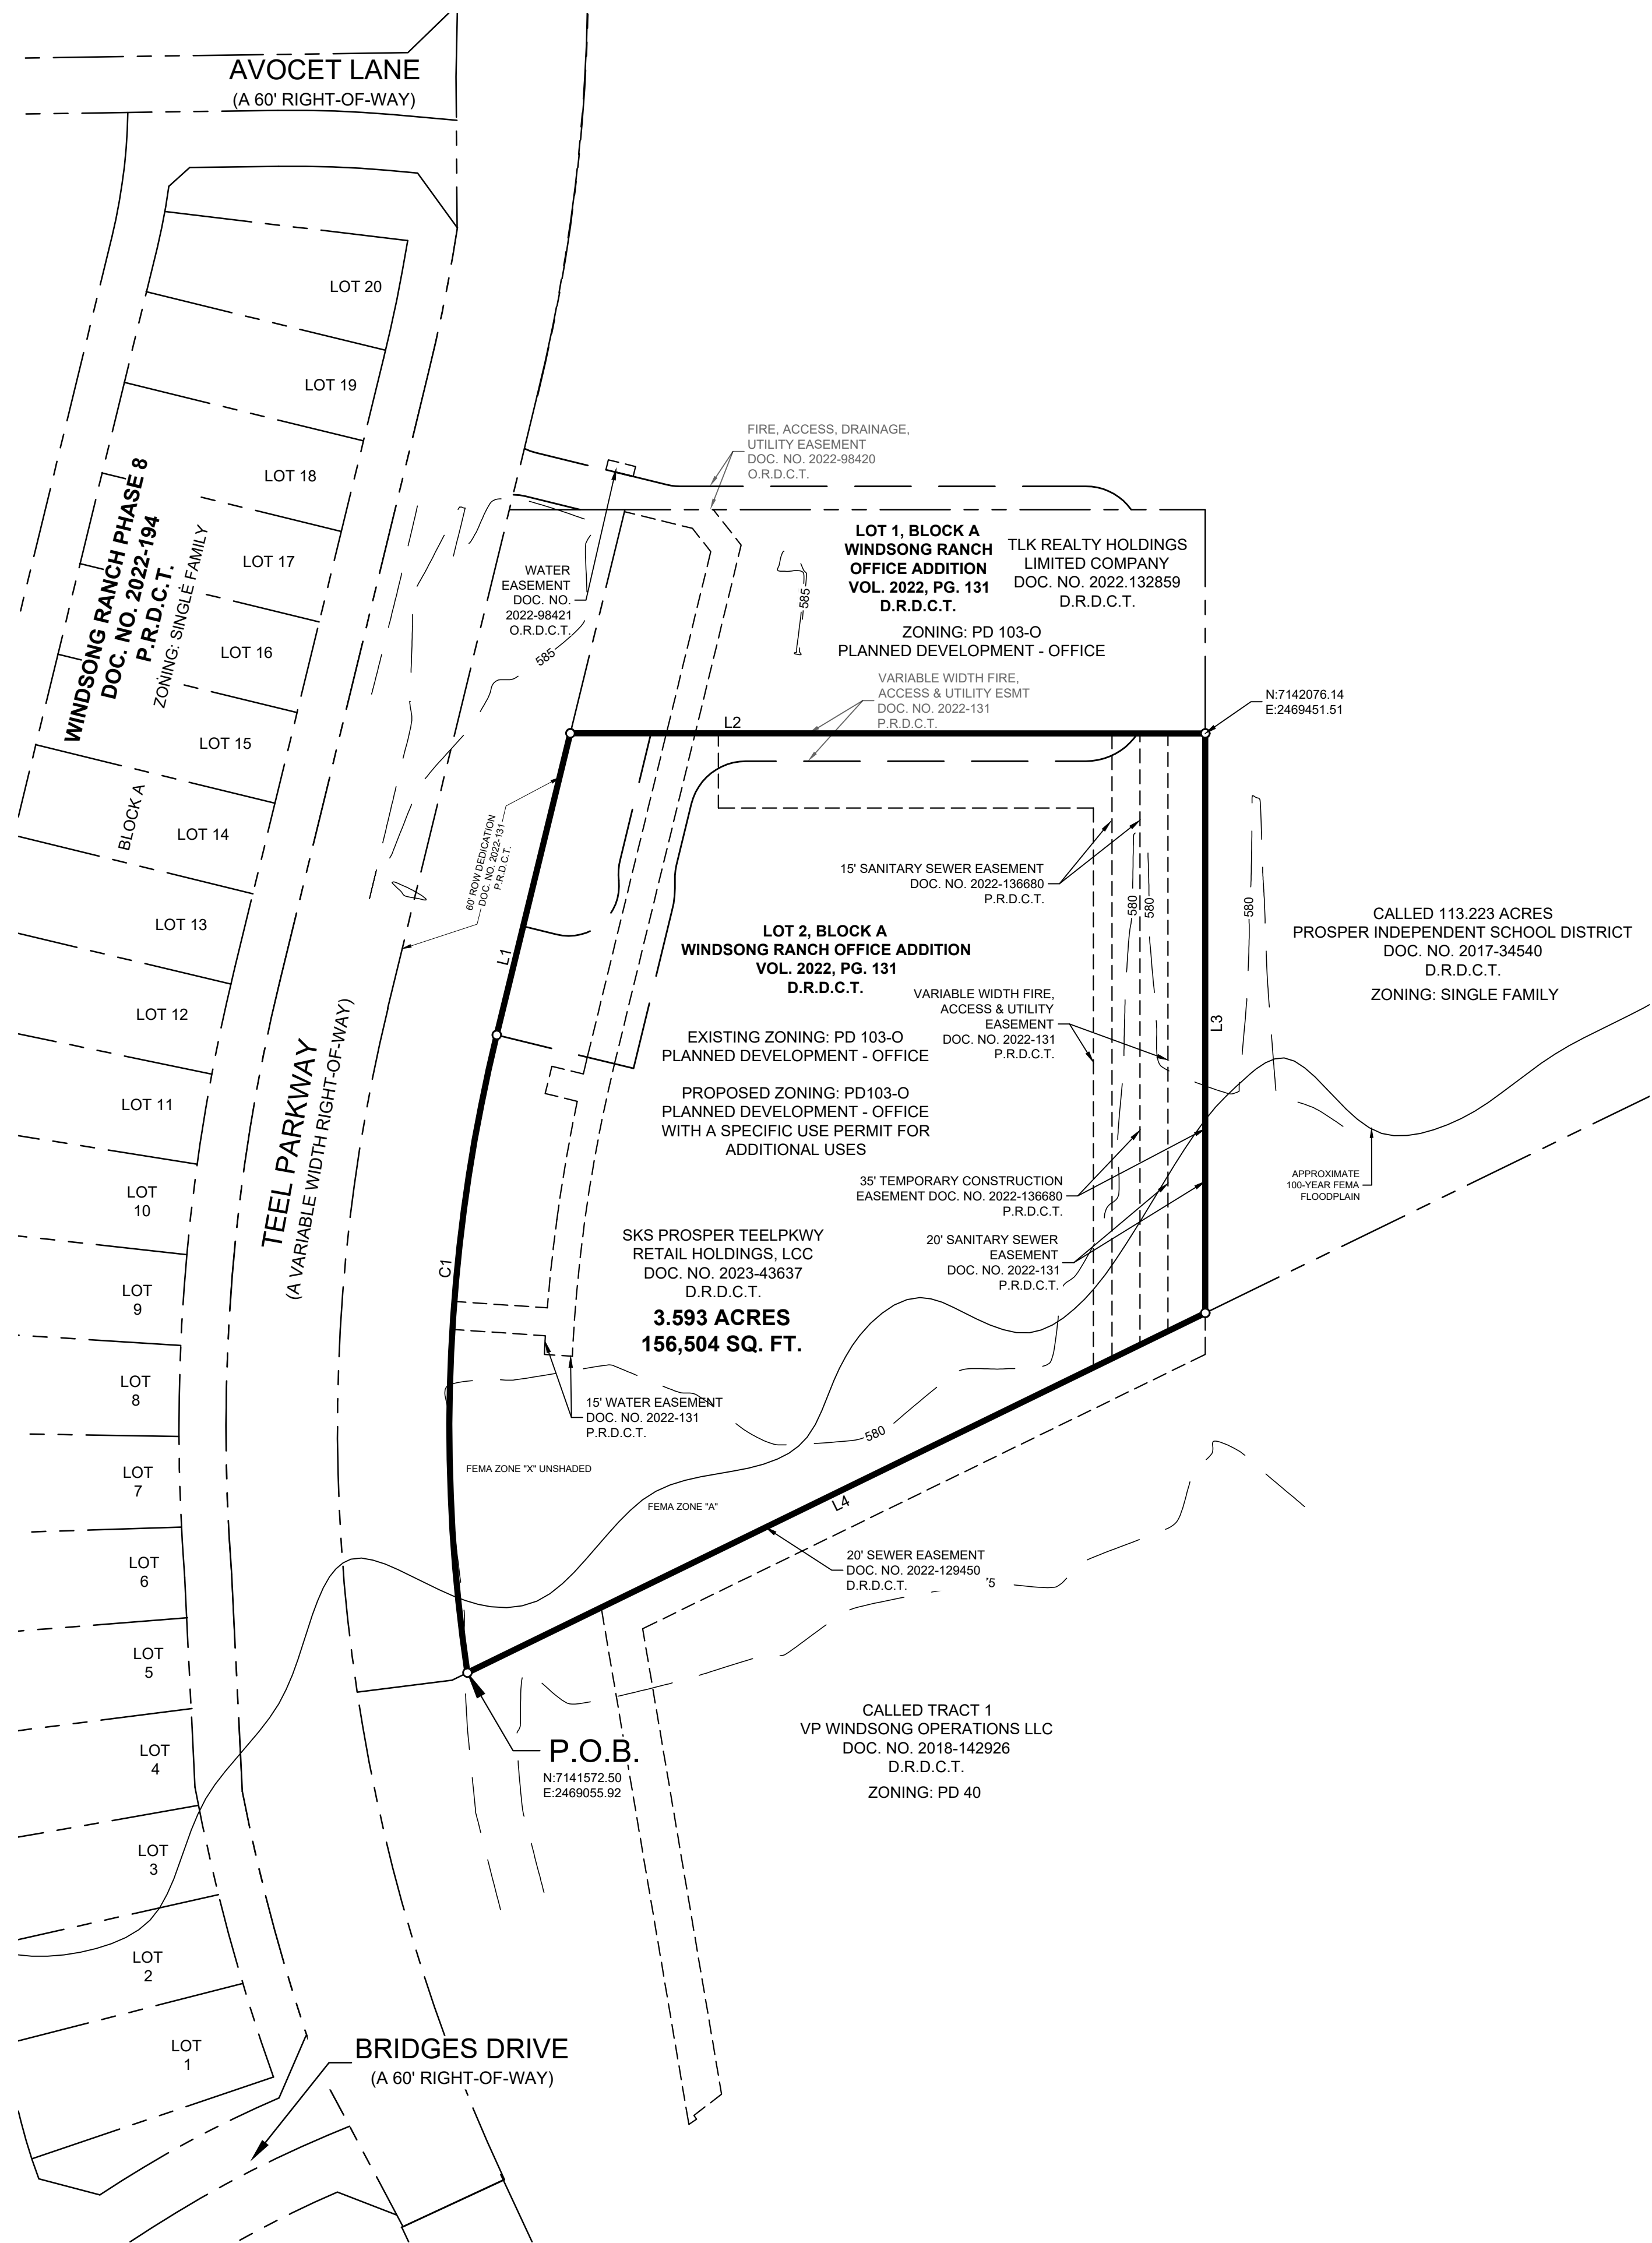 AVOCET LANE
(A 60' RIGHT-OF-WAY)
LOT 20
LOT 19
LOT 18
LOT 17
LOT 16
LOT 15
LOT 14
LOT 13
LOT 12
LOT 11
LOT
10
LOT
9
LOT
8
LOT
7
LOT
6
LOT
5
LOT
4
LOT
3
LOT
2
LOT
1
WINDSONG RANCH PHASE 8
DOC. NO. 2022-194
P.R.D.C.T.
ZONING: SINGLE FAMILY
BLOCK A
TEEL PARKWAY
(A VARIABLE WIDTH RIGHT-OF-WAY)
FIRE, ACCESS, DRAINAGE,
UTILITY EASEMENT
DOC. NO. 2022-98420
O.R.D.C.T.
WATER
EASEMENT
DOC. NO.
2022-98421
O.R.D.C.T.
585
585
LOT 1, BLOCK A
WINDSONG RANCH
OFFICE ADDITION
VOL. 2022, PG. 131
D.R.D.C.T.
TLK REALTY HOLDINGS
LIMITED COMPANY
DOC. NO. 2022.132859
D.R.D.C.T.
ZONING: PD 103-O
PLANNED DEVELOPMENT - OFFICE
VARIABLE WIDTH FIRE,
ACCESS & UTILITY ESMT
DOC. NO. 2022-131
P.R.D.C.T.
N:7142076.14
E:2469451.51
L2
60' ROW DEDICATION
DOC. NO. 2022-131
P.R.D.C.T.
L1
15' SANITARY SEWER EASEMENT
DOC. NO. 2022-136680
P.R.D.C.T.
580
580
580
LOT 2, BLOCK A
WINDSONG RANCH OFFICE ADDITION
VOL. 2022, PG. 131
D.R.D.C.T.
CALLED 113.223 ACRES
PROSPER INDEPENDENT SCHOOL DISTRICT
DOC. NO. 2017-34540
D.R.D.C.T.
ZONING: SINGLE FAMILY
VARIABLE WIDTH FIRE,
ACCESS & UTILITY
EASEMENT
DOC. NO. 2022-131
P.R.D.C.T.
L3
EXISTING ZONING: PD 103-O
PLANNED DEVELOPMENT - OFFICE
PROPOSED ZONING: PD103-O
PLANNED DEVELOPMENT - OFFICE
WITH A SPECIFIC USE PERMIT FOR
ADDITIONAL USES
35' TEMPORARY CONSTRUCTION
EASEMENT DOC. NO. 2022-136680
P.R.D.C.T.
APPROXIMATE
100-YEAR FEMA
FLOODPLAIN
SKS PROSPER TEELPKWY
RETAIL HOLDINGS, LCC
DOC. NO. 2023-43637
D.R.D.C.T.
3.593 ACRES
156,504 SQ. FT.
20' SANITARY SEWER
EASEMENT
DOC. NO. 2022-131
P.R.D.C.T.
C1
15' WATER EASEMENT
DOC. NO. 2022-131
P.R.D.C.T.
580
FEMA ZONE "X" UNSHADED
FEMA ZONE "A"
L4
20' SEWER EASEMENT
DOC. NO. 2022-129450
D.R.D.C.T.
P.O.B.
N:7141572.50
E:2469055.92
CALLED TRACT 1
VP WINDSONG OPERATIONS LLC
DOC. NO. 2018-142926
D.R.D.C.T.
ZONING: PD 40
BRIDGES DRIVE
(A 60' RIGHT-OF-WAY)